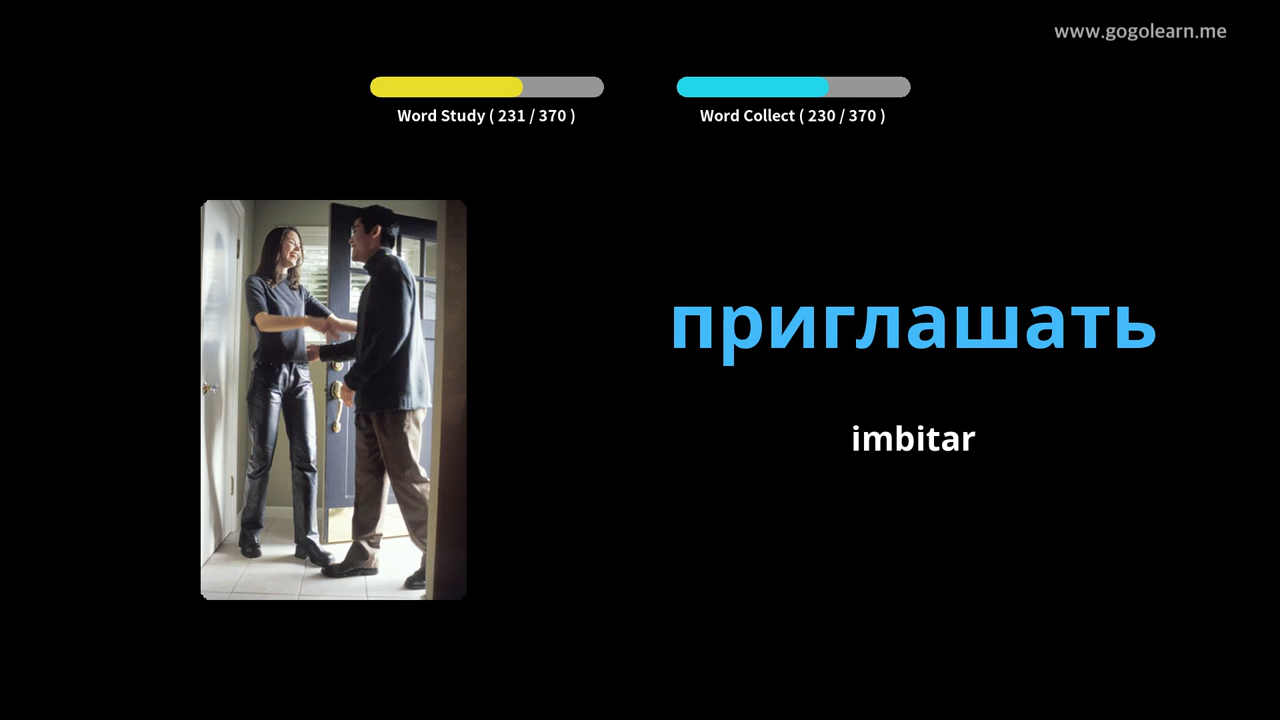 www.gogolearn.me
Word Study ( 231 / 370 )
Word Collect ( 230 / 370 )
приглашать
imbitar